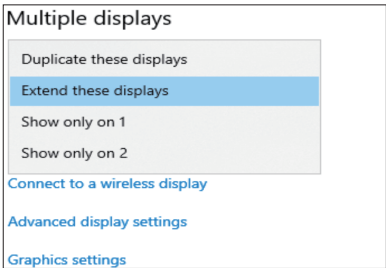 Multiple displays
Duplicate these displays
Extend these displays
Show only on 1
Show only on 2
Connect to a wireless display
Advanced display settings
Graphics settings